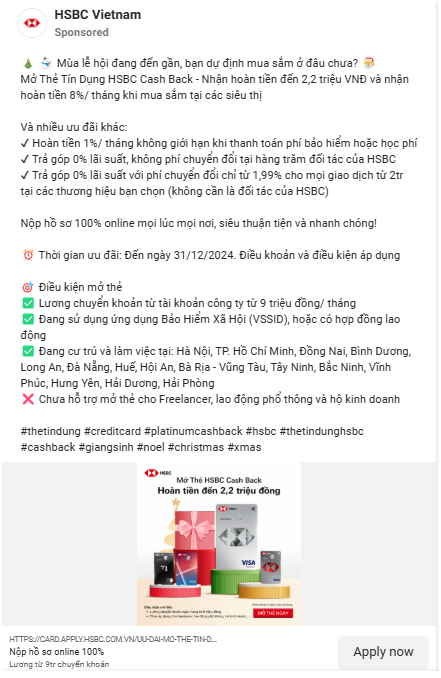 HSBC Vietnam
Sponsored
🎄 ⛄ Mùa lễ hội đang đến gần, bạn dự định mua sắm ở đâu chưa? 🎅
Mở Thẻ Tín Dụng HSBC Cash Back - Nhận hoàn tiền đến 2,2 triệu VNĐ và nhận
hoàn tiền 8%/ tháng khi mua sắm tại các siêu thị
Và nhiều ưu đãi khác:
✓ Hoàn tiền 1%/ tháng không giới hạn khi thanh toán phí bảo hiểm hoặc học phí
✓ Trả góp 0% lãi suất, không phí chuyển đổi tại hàng trăm đối tác của HSBC
✓ Trả góp 0% lãi suất với phí chuyển đổi chỉ từ 1,99% cho mọi giao dịch từ 2tr
tại các thương hiệu bạn chọn (không cần là đối tác của HSBC)
Nộp hồ sơ 100% online mọi lúc mọi nơi, siêu thuận tiện và nhanh chóng!
⏰ Thời gian ưu đãi: Đến ngày 31/12/2024. Điều khoản và điều kiện áp dụng
🎯 Điều kiện mở thẻ
✅ Lương chuyển khoản từ tài khoản công ty từ 9 triệu đồng/ tháng
✅ Đang sử dụng ứng dụng Bảo Hiểm Xã Hội (VSSID), hoặc có hợp đồng lao
động
✅ Đang cư trú và làm việc tại: Hà Nội, TP. Hồ Chí Minh, Đồng Nai, Bình Dương,
Long An, Đà Nẵng, Huế, Hội An, Bà Rịa - Vũng Tàu, Tây Ninh, Bắc Ninh, Vĩnh
Phúc, Hưng Yên, Hải Dương, Hải Phòng
❌ Chưa hỗ trợ mở thẻ cho Freelancer, lao động phổ thông và hộ kinh doanh
#thetindung #creditcard #platinumcashback #hsbc #thetindunghsbc
#cashback #giangsinh #noel #christmas #xmas
HSBC
Mở Thẻ HSBC Cash Back
Hoàn tiền đến 2,2 triệu đồng
VISA
MỞ THẺ NGAY
HTTPS://CARD.APPLY.HSBC.COM.VN/UU-DAI-MO-THE-TIN-D...
Nộp hồ sơ 100% online
Lương từ 9tr chuyển khoản
Apply now